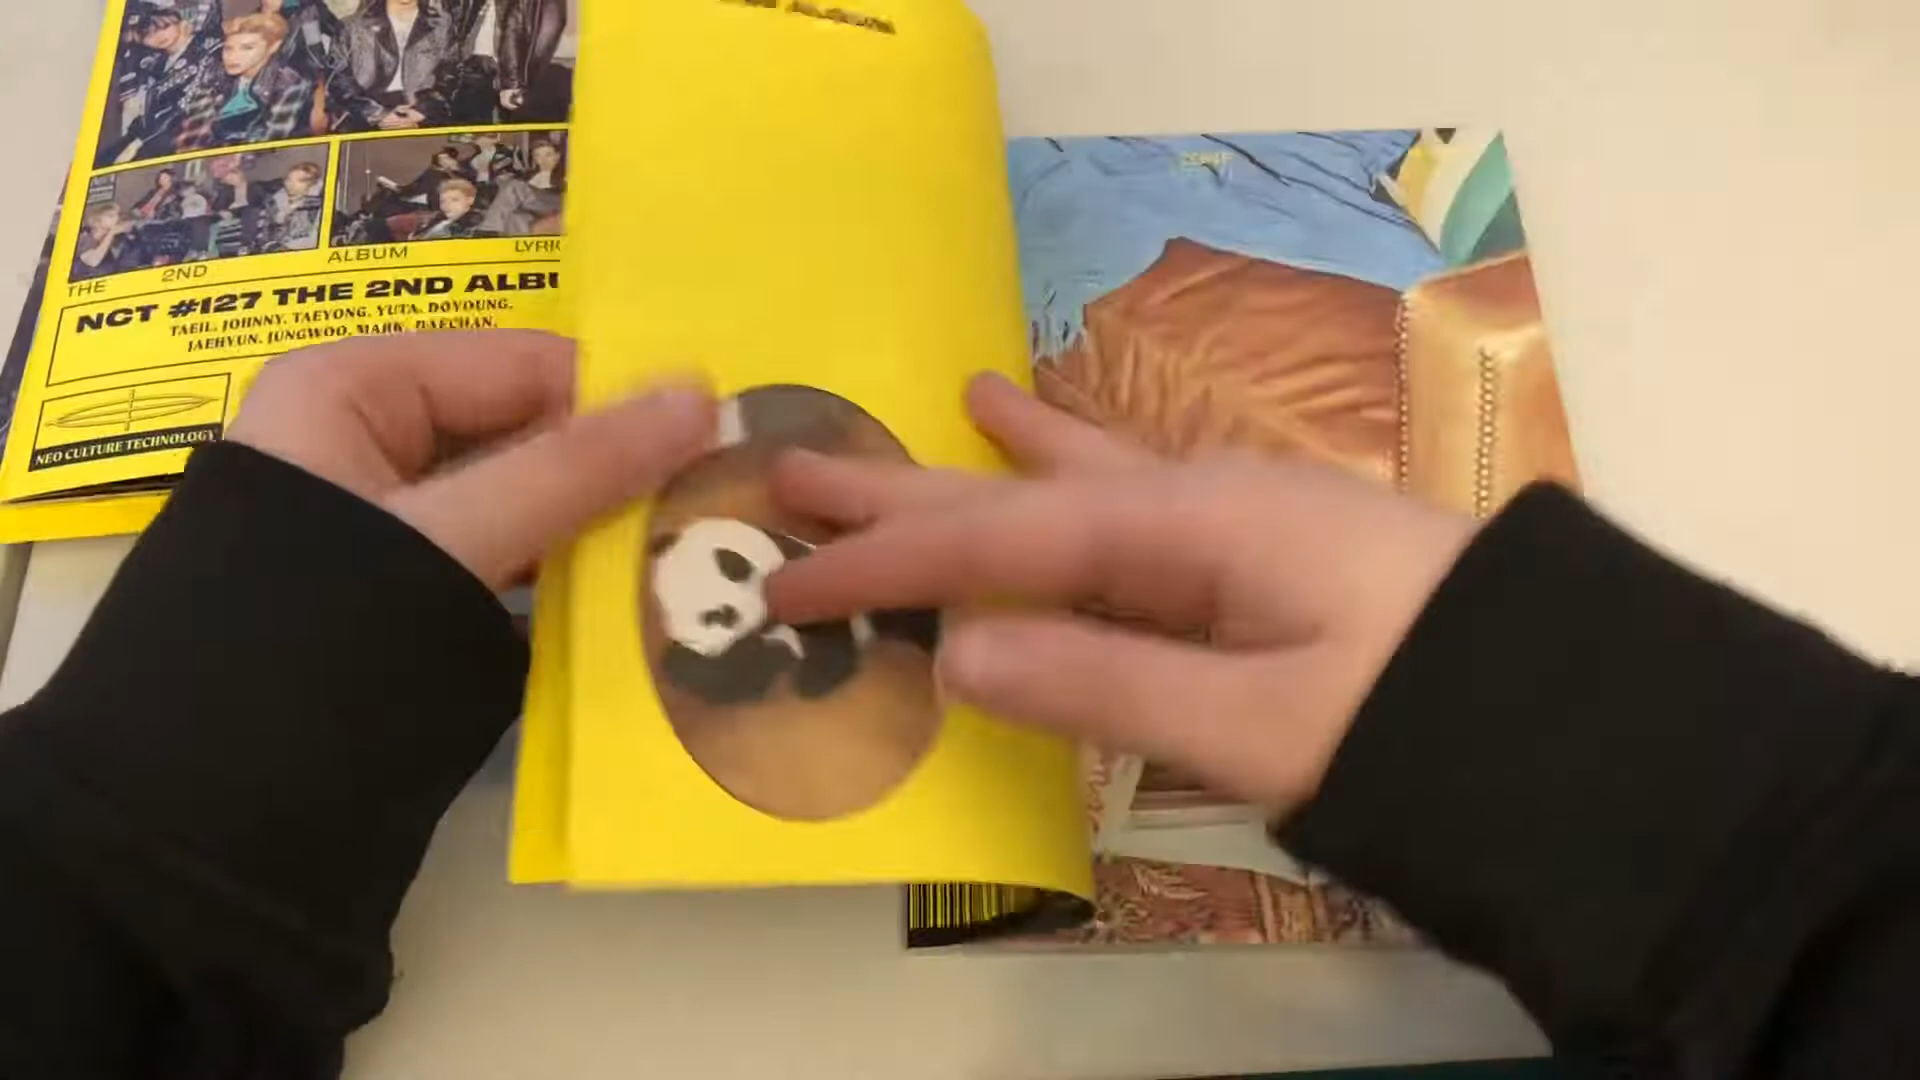 ALBUM
THE 2ND ALBUM LYRIC
NCT #127 THE 2ND ALBU
TAEIL, JOHNNY, TAEYONG, YUTA, DOYOUNG,
JAEHYUN, JUNGWOO, MARK, HAECHAN,
NEO CULTURE TECHNOLOGY